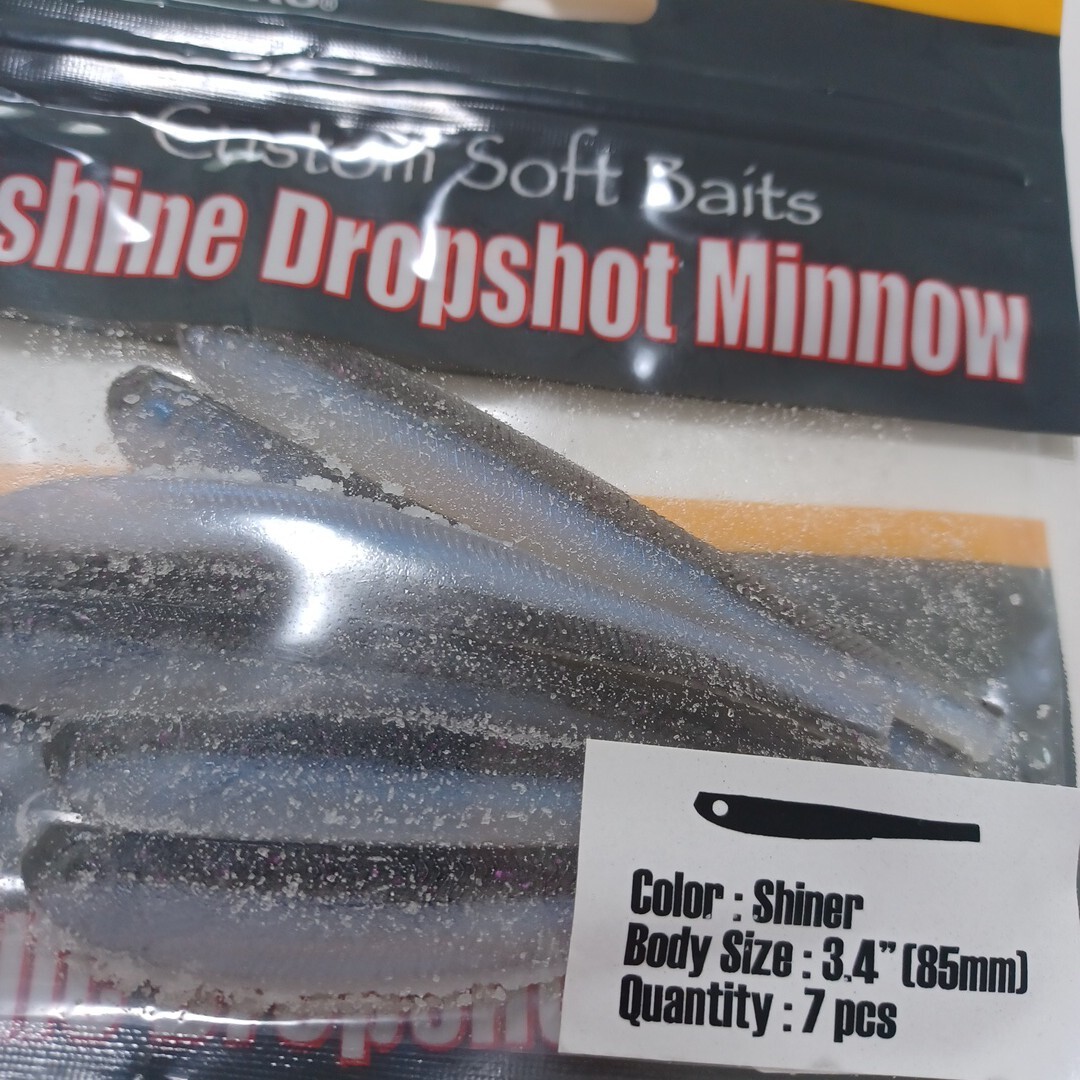 Custom Soft Baits
shine Dropshot Minnow
Color : Shiner
Body Size : 3.4” (85mm)
Quantity : 7 pcs